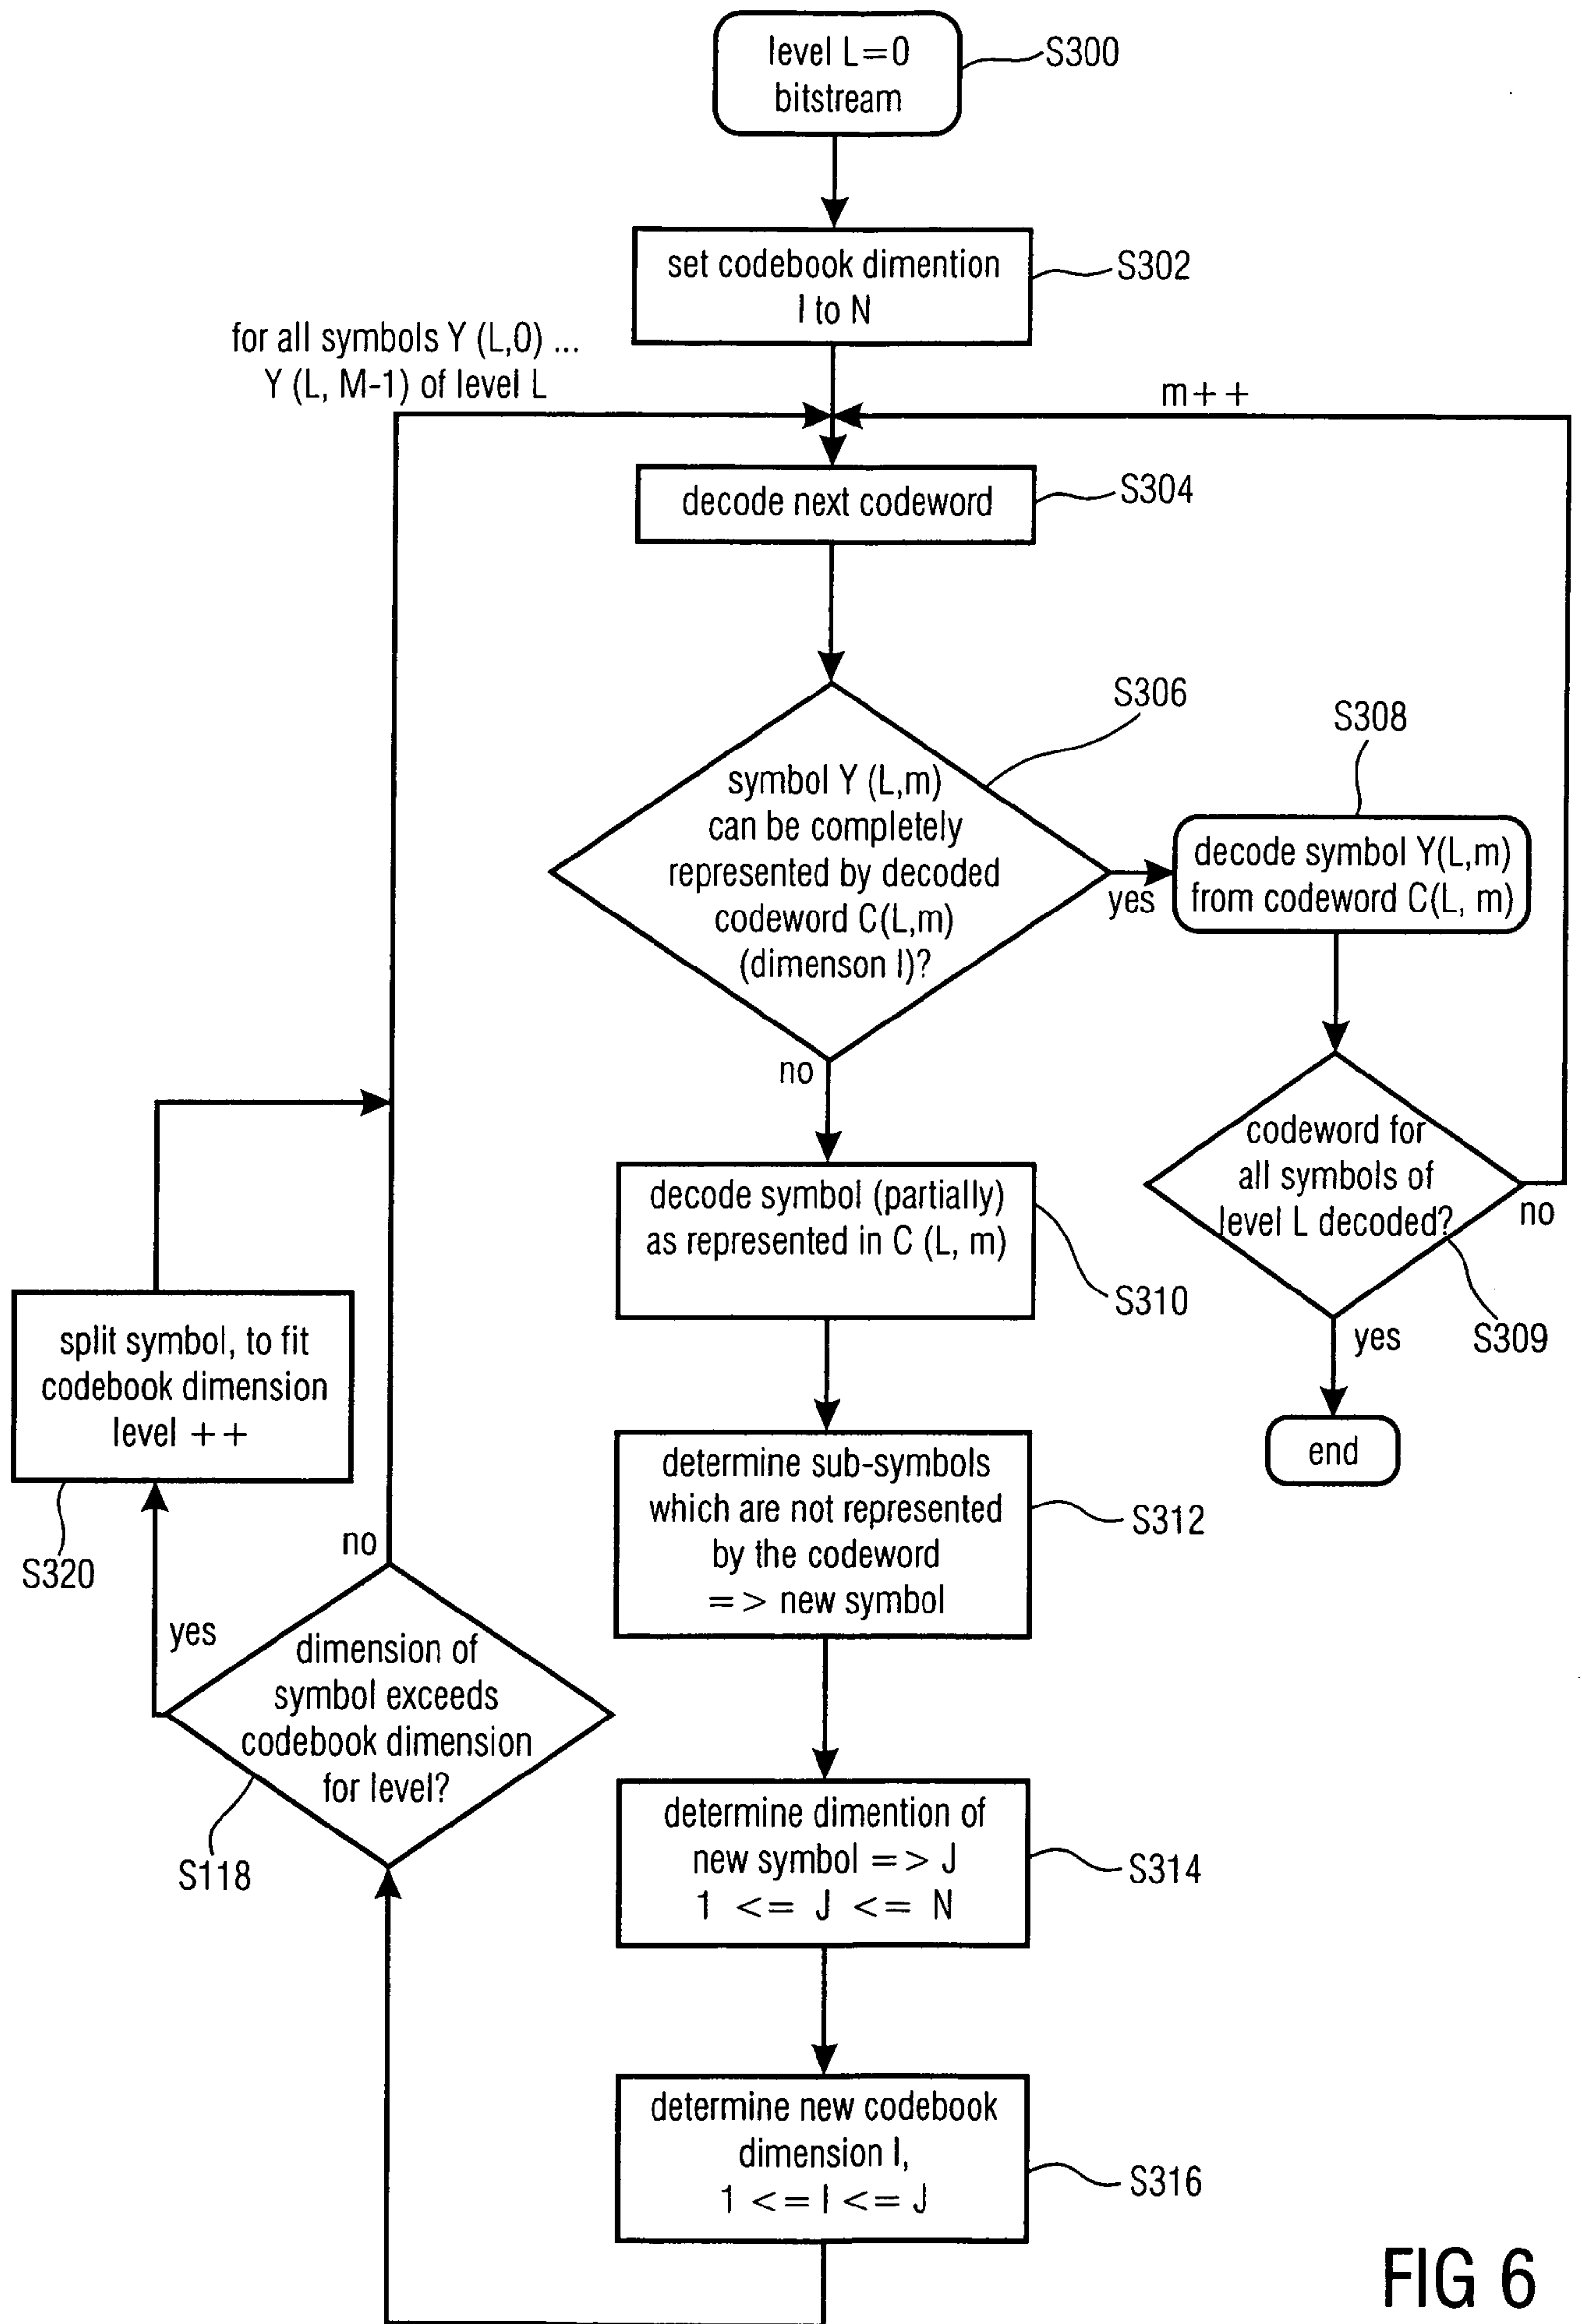 level L=0
bitstream
S300
set codebook dimention
I to N
S302
for all symbols Y (L,0) ...
Y (L, M-1) of level L
m++
decode next codeword
S304
symbol Y (L,m)
can be completely
represented by decoded
codeword C(L,m)
(dimenson I)?
S306
yes
no
S308
decode symbol Y(L,m)
from codeword C(L, m)
codeword for
all symbols of
level L decoded?
no
yes
S309
end
decode symbol (partially)
as represented in C (L, m)
S310
determine sub-symbols
which are not represented
by the codeword
=> new symbol
S312
determine dimention of
new symbol => J
1 <= J <= N
S314
determine new codebook
dimension I,
1 <= I <= J
S316
dimension of
symbol exceeds
codebook dimension
for level?
S118
no
yes
split symbol, to fit
codebook dimension
level ++
S320
FIG 6